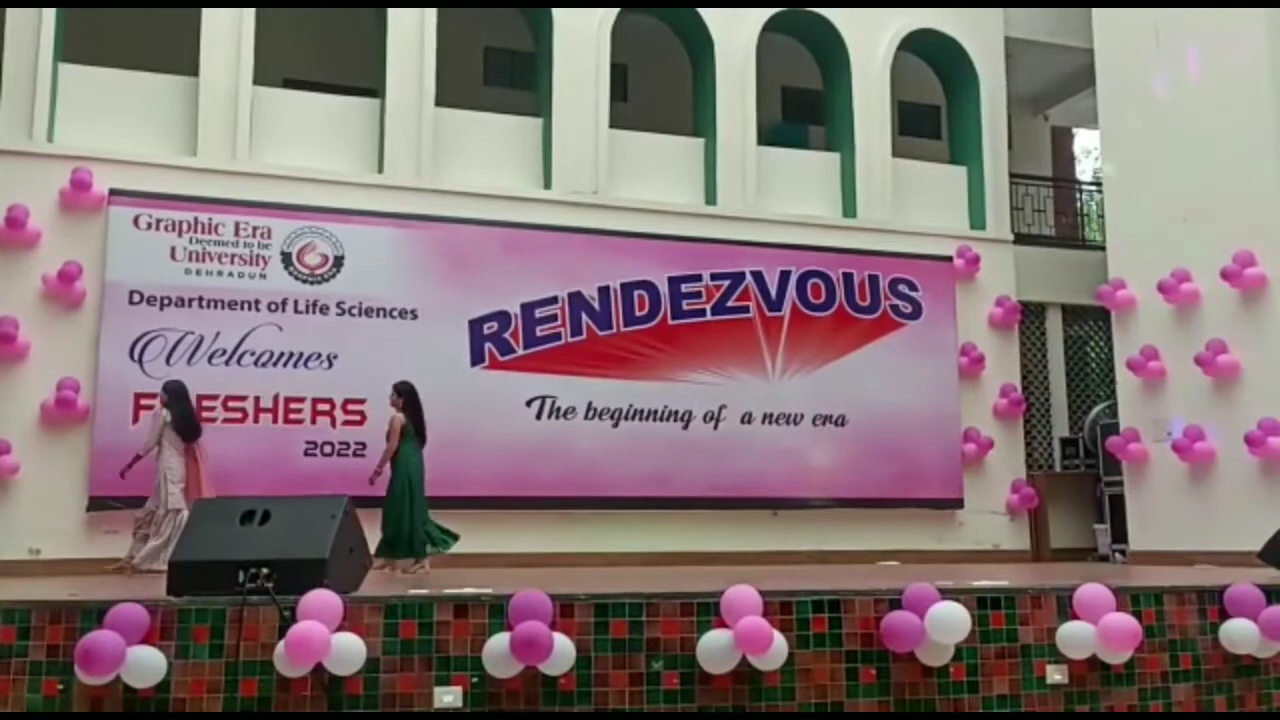 Graphic Era
Deemed to be
University
DEHRADUN
Department of Life Sciences
Welcomes
FRESHERS
2022
RENDEZVOUS
The beginning of a new era